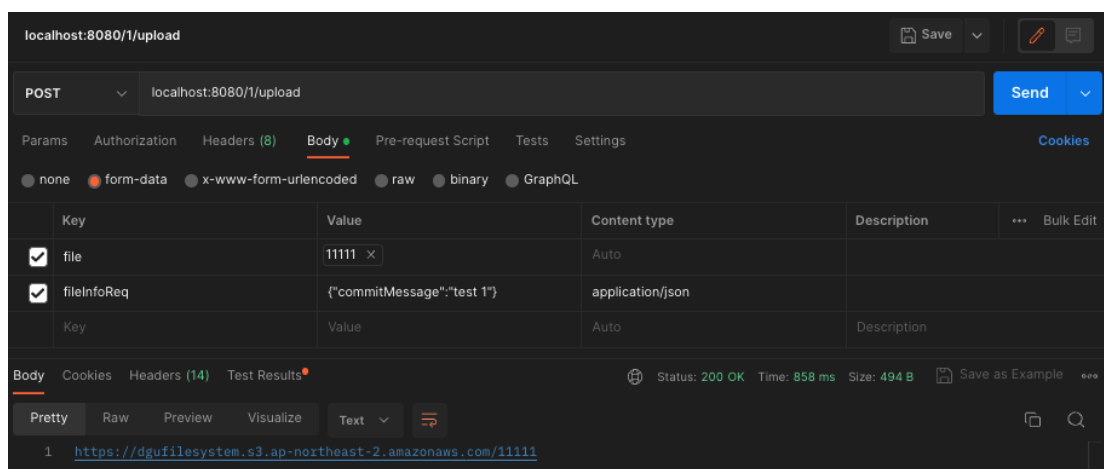 localhost:8080/1/upload Save
POST localhost:8080/1/upload Send
Params Authorization Headers (8) Body Pre-request Script Tests Settings Cookies
none form-data x-www-form-urlencoded raw binary GraphQL
Key Value Content type Description ••• Bulk Edit
file 11111 × Auto
fileInfoReq {"commitMessage":"test 1"} application/json
Key Value Auto Description
Body Cookies Headers (14) Test Results Status: 200 OK Time: 858 ms Size: 494 B Save as Example
Pretty Raw Preview Visualize Text
1 https://dgufilesystem.s3.ap-northeast-2.amazonaws.com/11111